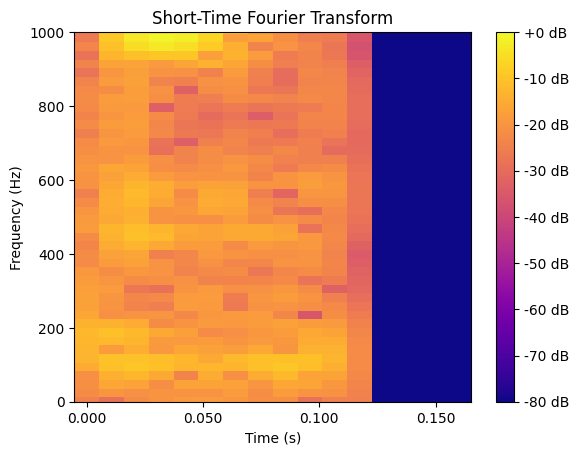 Short-Time Fourier Transform
Frequency (Hz)
1000
800
600
400
200
0
0.000
0.050
0.100
0.150
Time (s)
+0 dB
-10 dB
-20 dB
-30 dB
-40 dB
-50 dB
-60 dB
-70 dB
-80 dB